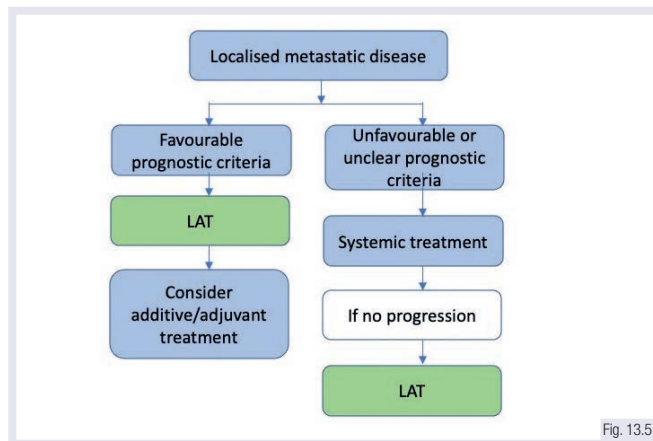 Localised metastatic disease
Favourable
prognostic criteria
Unfavourable or
unclear prognostic
criteria
LAT
Systemic treatment
Consider
additive/adjuvant
treatment
If no progression
LAT
Fig. 13.5